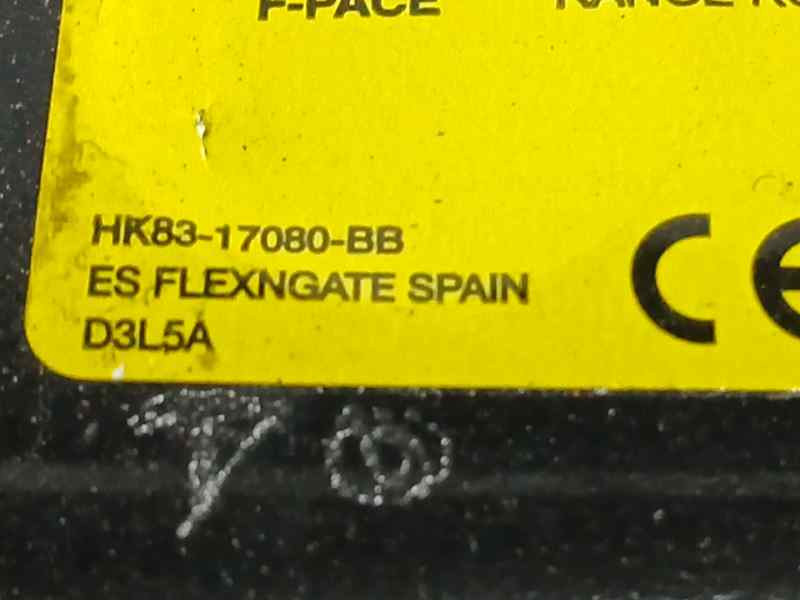 F-PACE
HK83-17080-BB
ES FLEXNGATE SPAIN
D3L5A
CE